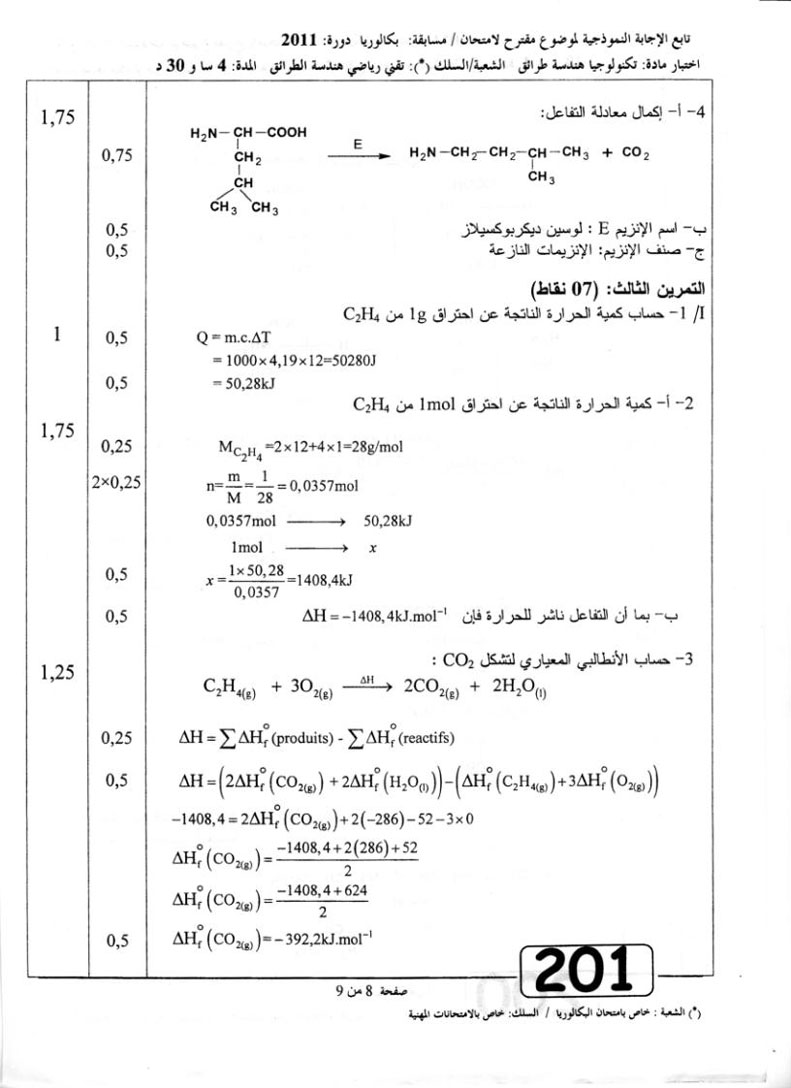 تابع الإجابة النموذجية لموضوع مقترح لامتحان / مسابقة: بكالوريا دورة: 2011
اختبار مادة: تكنولوجيا هندسة طرائق الشعبة/السلك (*): تقني رياضي هندسة الطرائق المدة: 4 سا و 30 د
1,75
4- أ- إكمال معادلة التفاعل:
H₂N–CH–COOH
CH₂
CH
CH₃ CH₃
E
H₂N–CH₂–CH₂–CH–CH₃ + CO₂
CH₃
0,75
ب- اسم الإنزيم E : لوسين ديكربوكسيلاز 0,5
ج- صنف الإنزيم: الإنزيمات النازعة 0,5
التمرين الثالث: (07 نقاط)
I/ 1- حساب كمية الحرارة الناتجة عن احتراق 1g من C₂H₄
1 0,5 Q = m.c.ΔT
= 1000×4,19×12=50280J
0,5 = 50,28kJ
2- أ- كمية الحرارة الناتجة عن احتراق 1mol من C₂H₄
1,75
0,25 M_C₂H₄ =2×12+4×1=28g/mol
2×0,25 n=m/M=1/28=0,0357mol
0,0357mol ⟶ 50,28kJ
1mol ⟶ x
0,5 x=1×50,28/0,0357=1408,4kJ
ب- بما أن التفاعل ناشر للحرارة فإن ΔH=−1408,4kJ.mol⁻¹ 0,5
3- حساب الأنطالبي المعياري لتشكل CO₂ :
1,25
C₂H₄(g) + 3O₂(g) ⟶ΔH 2CO₂(g) + 2H₂O(l)
0,25 ΔH=∑ΔH°f(produits) - ∑ΔH°f(reactifs)
0,5 ΔH=(2ΔH°f(CO₂(g))+2ΔH°f(H₂O(l)))−(ΔH°f(C₂H₄(g))+3ΔH°f(O₂(g)))
−1408,4=2ΔH°f(CO₂(g))+2(−286)−52−3×0
ΔH°f(CO₂(g))=−1408,4+2(286)+52/2
ΔH°f(CO₂(g))=−1408,4+624/2
0,5 ΔH°f(CO₂(g))=−392,2kJ.mol⁻¹
201
صفحة 8 من 9
(*) الشعبة : خاص بامتحان البكالوريا / السلك: خاص بالامتحانات المهنية